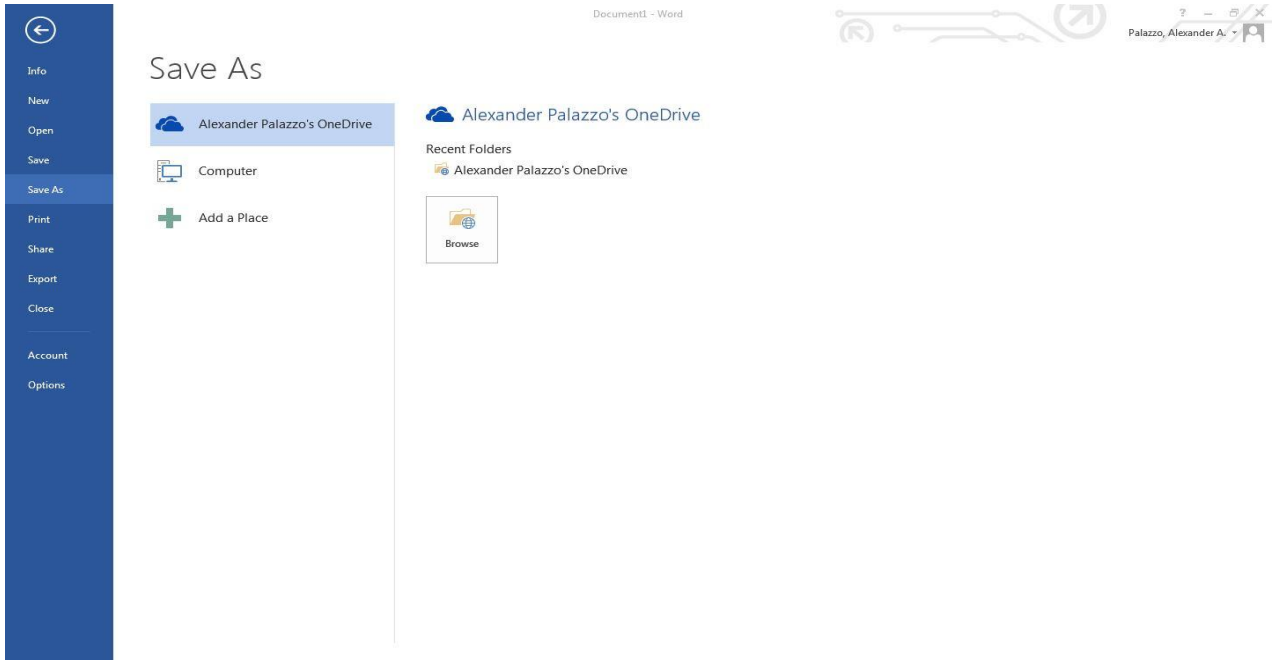 Document1 - Word
?
Palazzo, Alexander A.
Info
New
Open
Save
Save As
Print
Share
Export
Close
Account
Options
Save As
Alexander Palazzo's OneDrive
Computer
Add a Place
Alexander Palazzo's OneDrive
Recent Folders
Alexander Palazzo's OneDrive
Browse